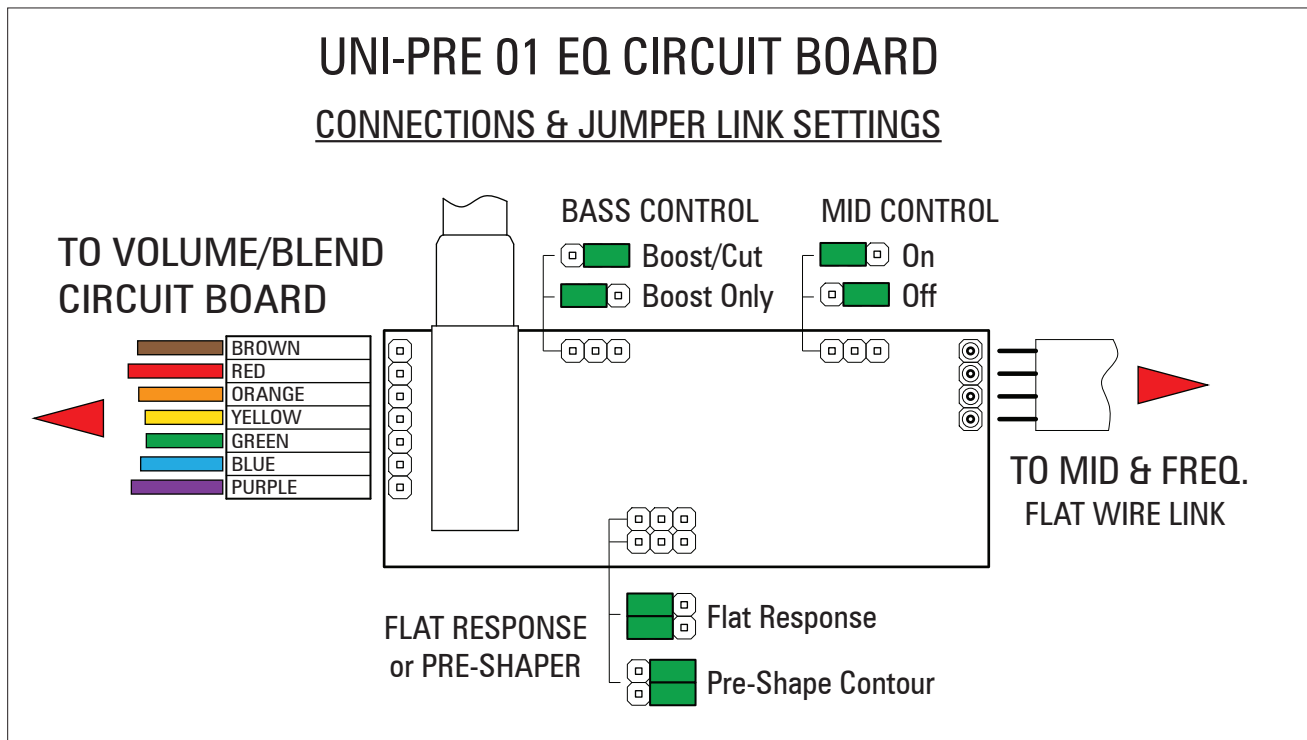 UNI-PRE 01 EQ CIRCUIT BOARD
CONNECTIONS & JUMPER LINK SETTINGS
BASS CONTROL
Boost/Cut
Boost Only
MID CONTROL
On
Off
TO VOLUME/BLEND
CIRCUIT BOARD
BROWN
RED
ORANGE
YELLOW
GREEN
BLUE
PURPLE
TO MID & FREQ.
FLAT WIRE LINK
FLAT RESPONSE
or PRE-SHAPER
Flat Response
Pre-Shape Contour